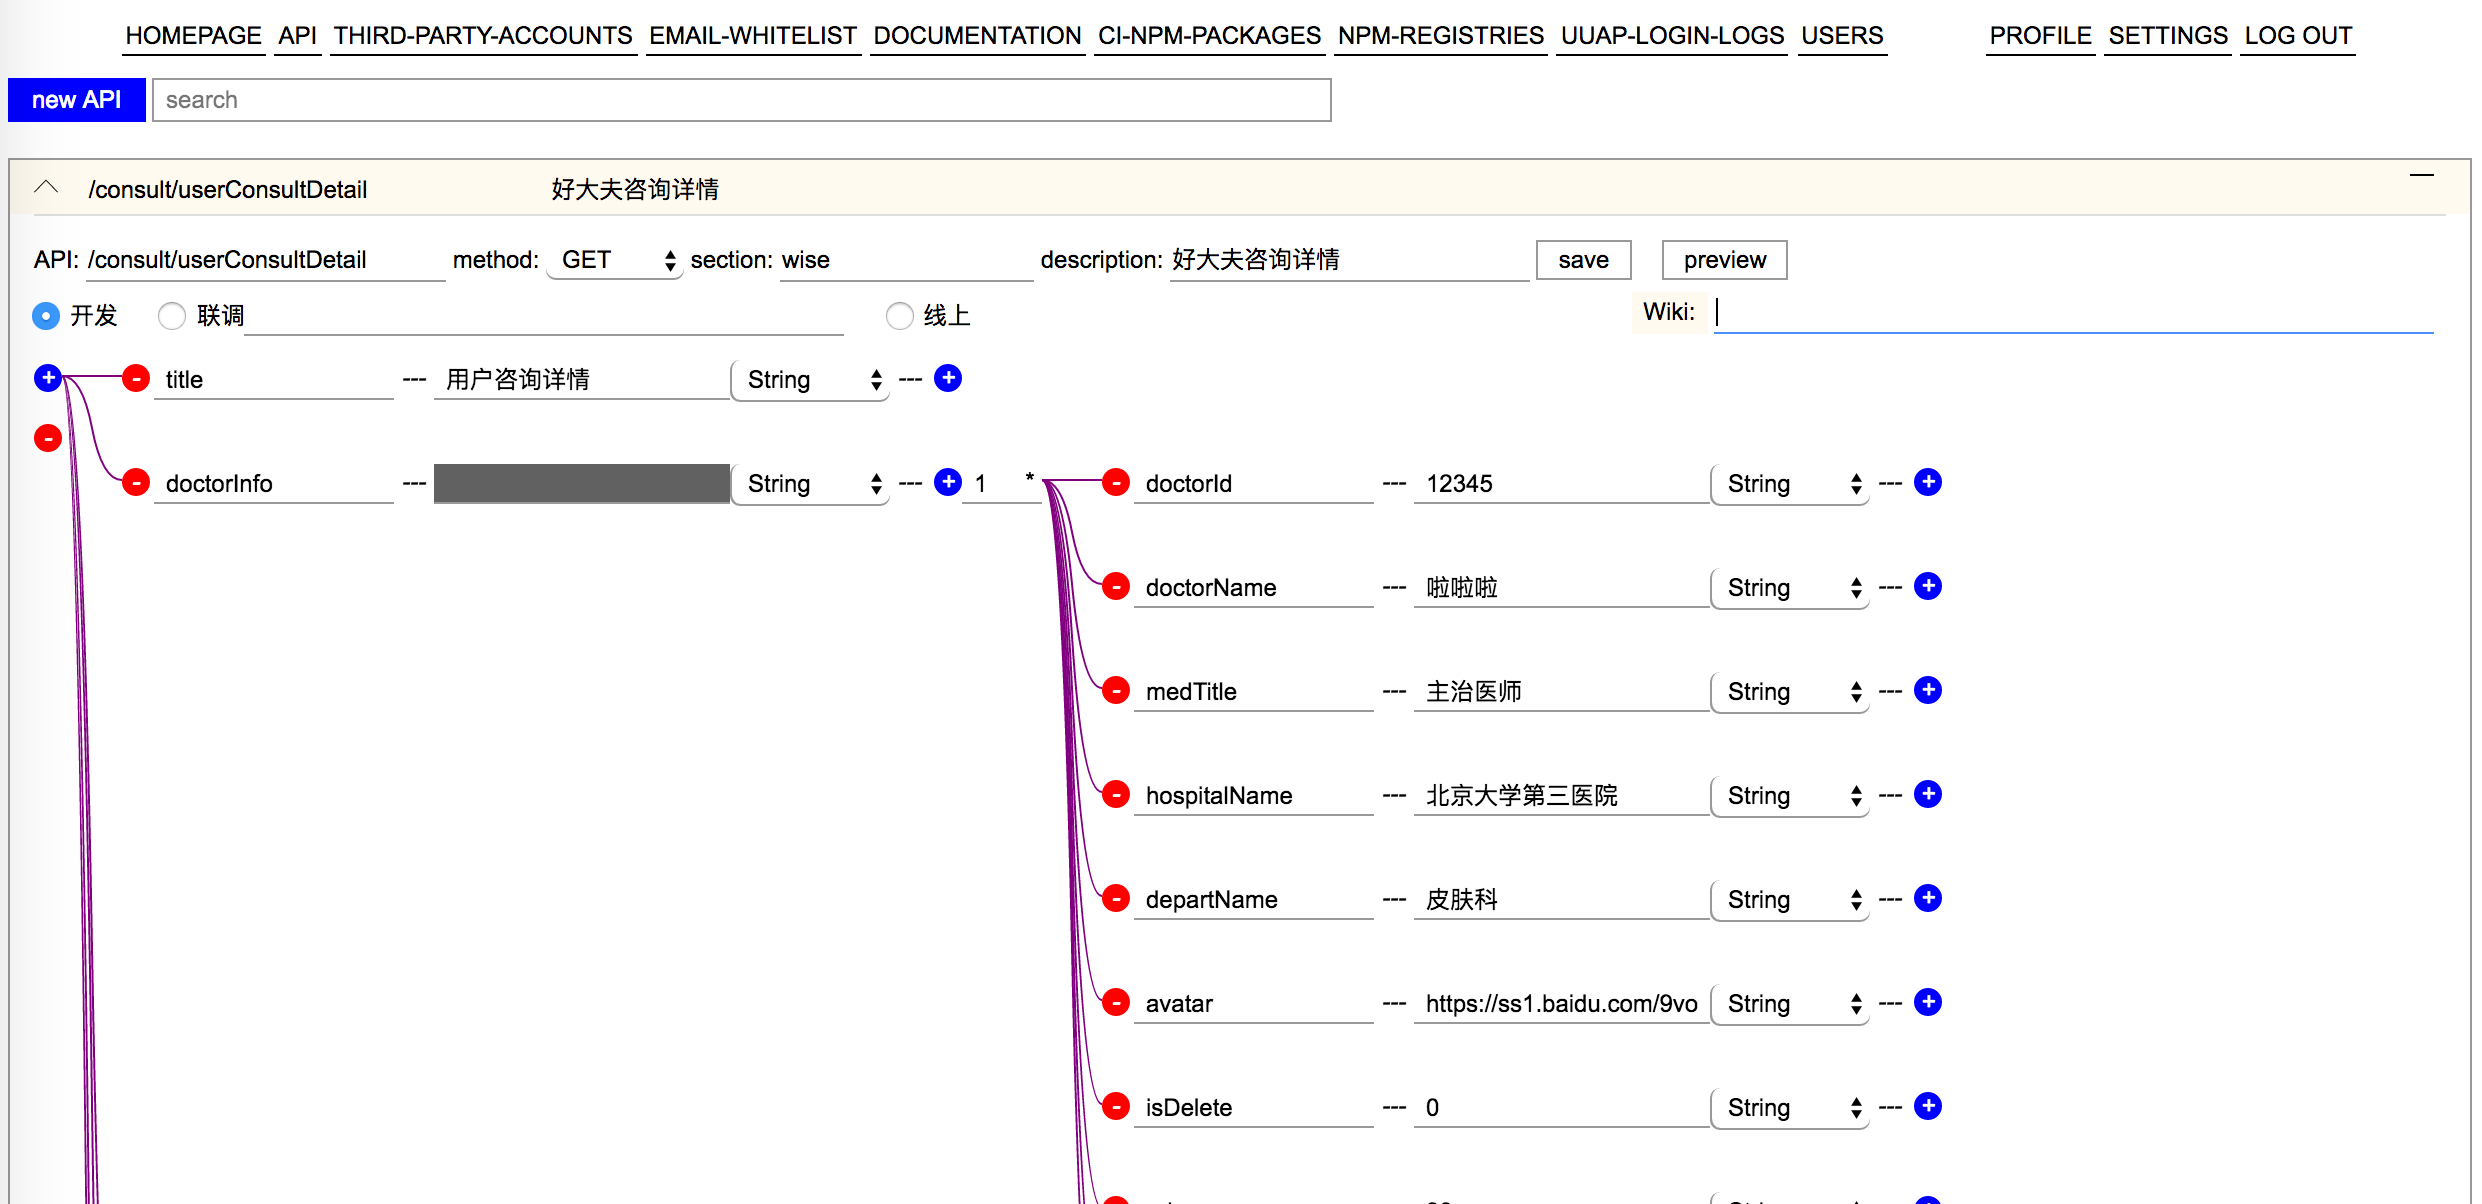 HOMEPAGE API THIRD-PARTY-ACCOUNTS EMAIL-WHITELIST DOCUMENTATION CI-NPM-PACKAGES NPM-REGISTRIES UUAP-LOGIN-LOGS USERS PROFILE SETTINGS LOG OUT
new API search
/consult/userConsultDetail 好大夫咨询详情
API: /consult/userConsultDetail method: GET section: wise description: 好大夫咨询详情 save preview
开发 联调 线上 Wiki:
+ - title --- 用户咨询详情 String --- +
-
- doctorInfo --- String --- + 1 * - doctorId --- 12345 String --- +
- doctorName --- 啦啦啦 String --- +
- medTitle --- 主治医师 String --- +
- hospitalName --- 北京大学第三医院 String --- +
- departName --- 皮肤科 String --- +
- avatar --- https://ss1.baidu.com/9vo String --- +
- isDelete --- 0 String --- +